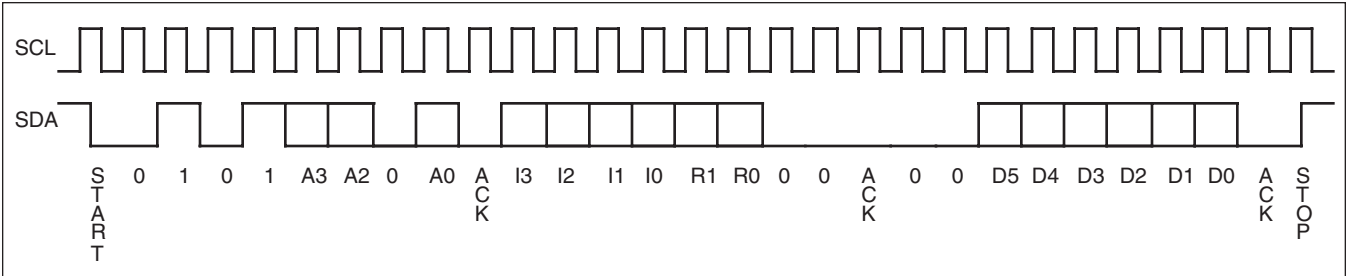 SCL
SDA
START 0 1 0 1 A3 A2 0 A0 ACK I3 I2 I1 I0 R1 R0 0 0 ACK 0 0 D5 D4 D3 D2 D1 D0 ACK STOP